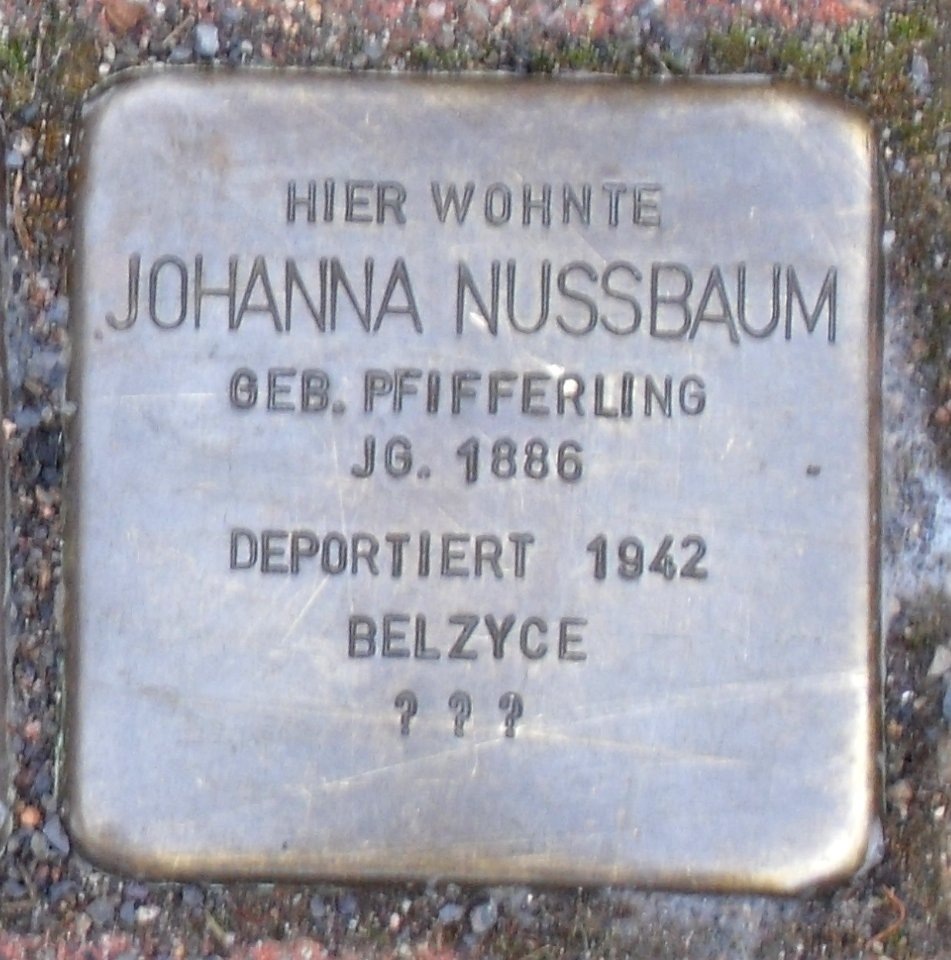 HIER WOHNTE
JOHANNA NUSSBAUM
GEB. PFIFFERLING
JG. 1886
DEPORTIERT 1942
BELZYCE
? ? ?